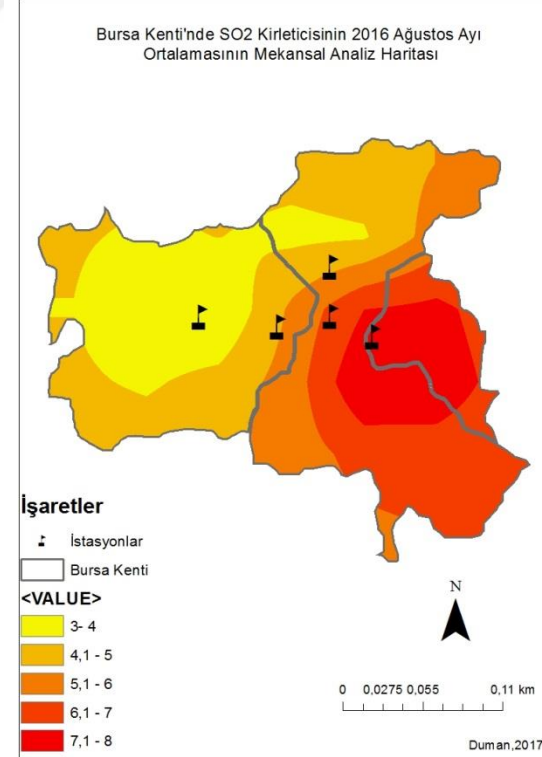 Bursa Kenti'nde SO2 Kirleticisinin 2016 Ağustos Ayı
Ortalamasının Mekansal Analiz Haritası
İşaretler
İstasyonlar
Bursa Kenti
<VALUE>
3- 4
4,1 - 5
5,1 - 6
6,1 - 7
7,1 - 8
N
0 0,0275 0,055 0,11 km
Duman,2017